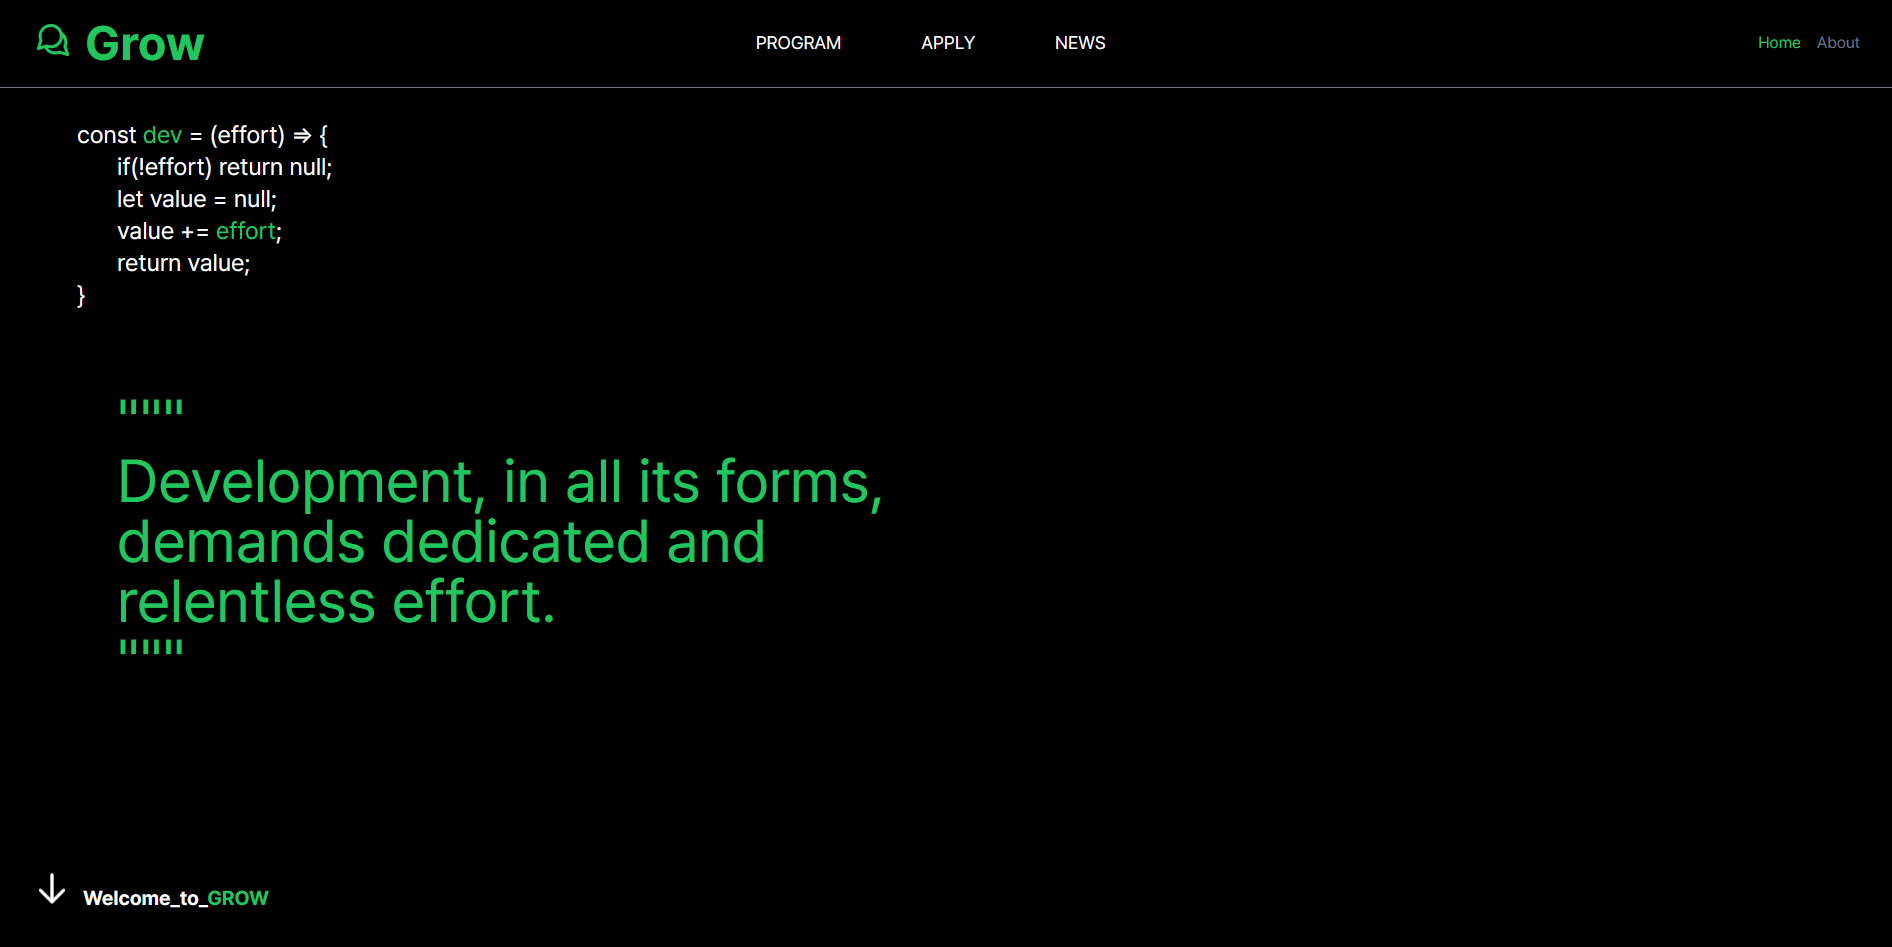 Grow
PROGRAM APPLY NEWS
Home About
const dev = (effort) => {
if(!effort) return null;
let value = null;
value += effort;
return value;
}
"""
Development, in all its forms,
demands dedicated and
relentless effort.
"""
Welcome_to_GROW